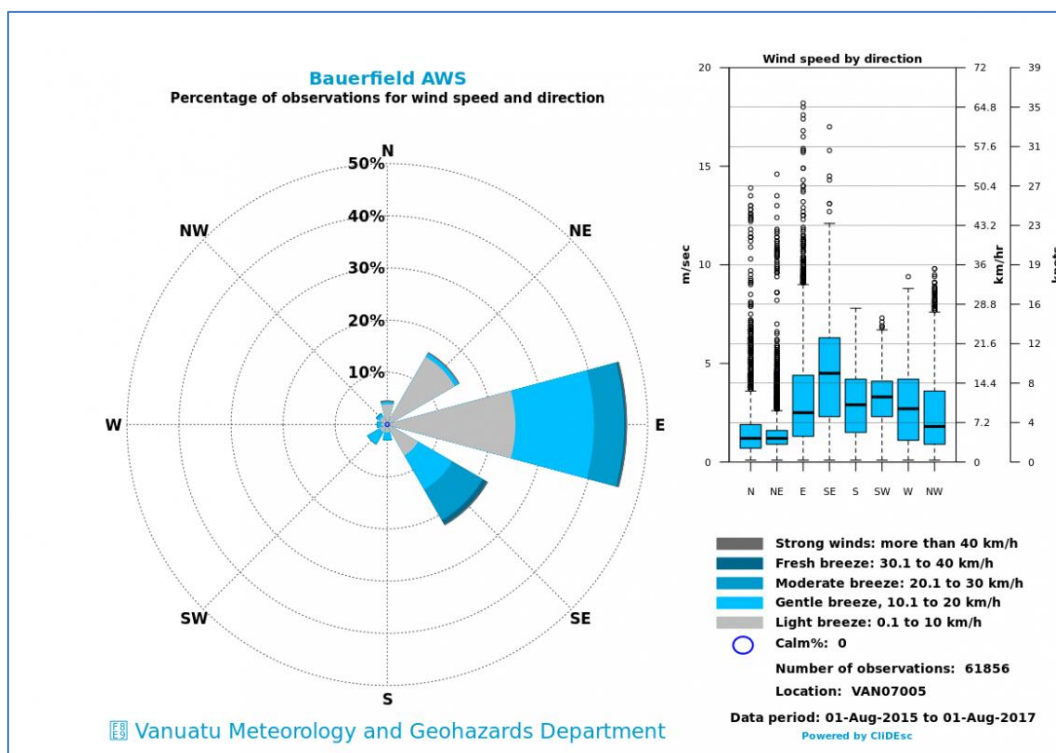 Bauerfield AWS
Percentage of observations for wind speed and direction
N
50%
40%
30%
20%
10%
NW
NE
W
E
SW
SE
S
Wind speed by direction
20
15
10
5
0
m/sec
72
64.8
57.6
50.4
43.2
36
28.8
21.6
14.4
7.2
0
km/hr
39
35
31
27
23
19
16
12
8
4
0
knots
N NE E SE S SW W NW
Strong winds: more than 40 km/h
Fresh breeze: 30.1 to 40 km/h
Moderate breeze: 20.1 to 30 km/h
Gentle breeze, 10.1 to 20 km/h
Light breeze: 0.1 to 10 km/h
Calm%: 0
Number of observations: 61856
Location: VAN07005
Data period: 01-Aug-2015 to 01-Aug-2017
Powered by CliDEsc
Vanuatu Meteorology and Geohazards Department